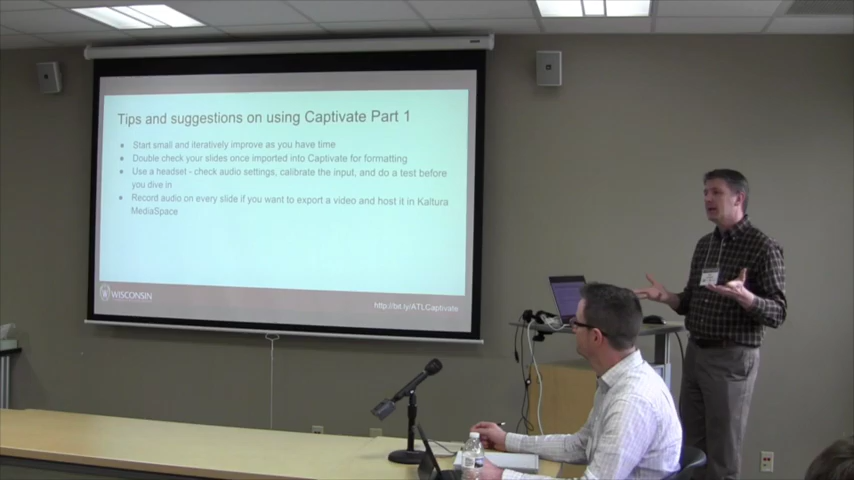 Tips and suggestions on using Captivate Part 1
● Start small and iteratively improve as you have time
● Double check your slides once imported into Captivate for formatting
● Use a headset - check audio settings, calibrate the input, and do a test before
you dive in
● Record audio on every slide if you want to export a video and host it in Kaltura
MediaSpace
WISCONSIN
http://bit.ly/ATLCaptivate